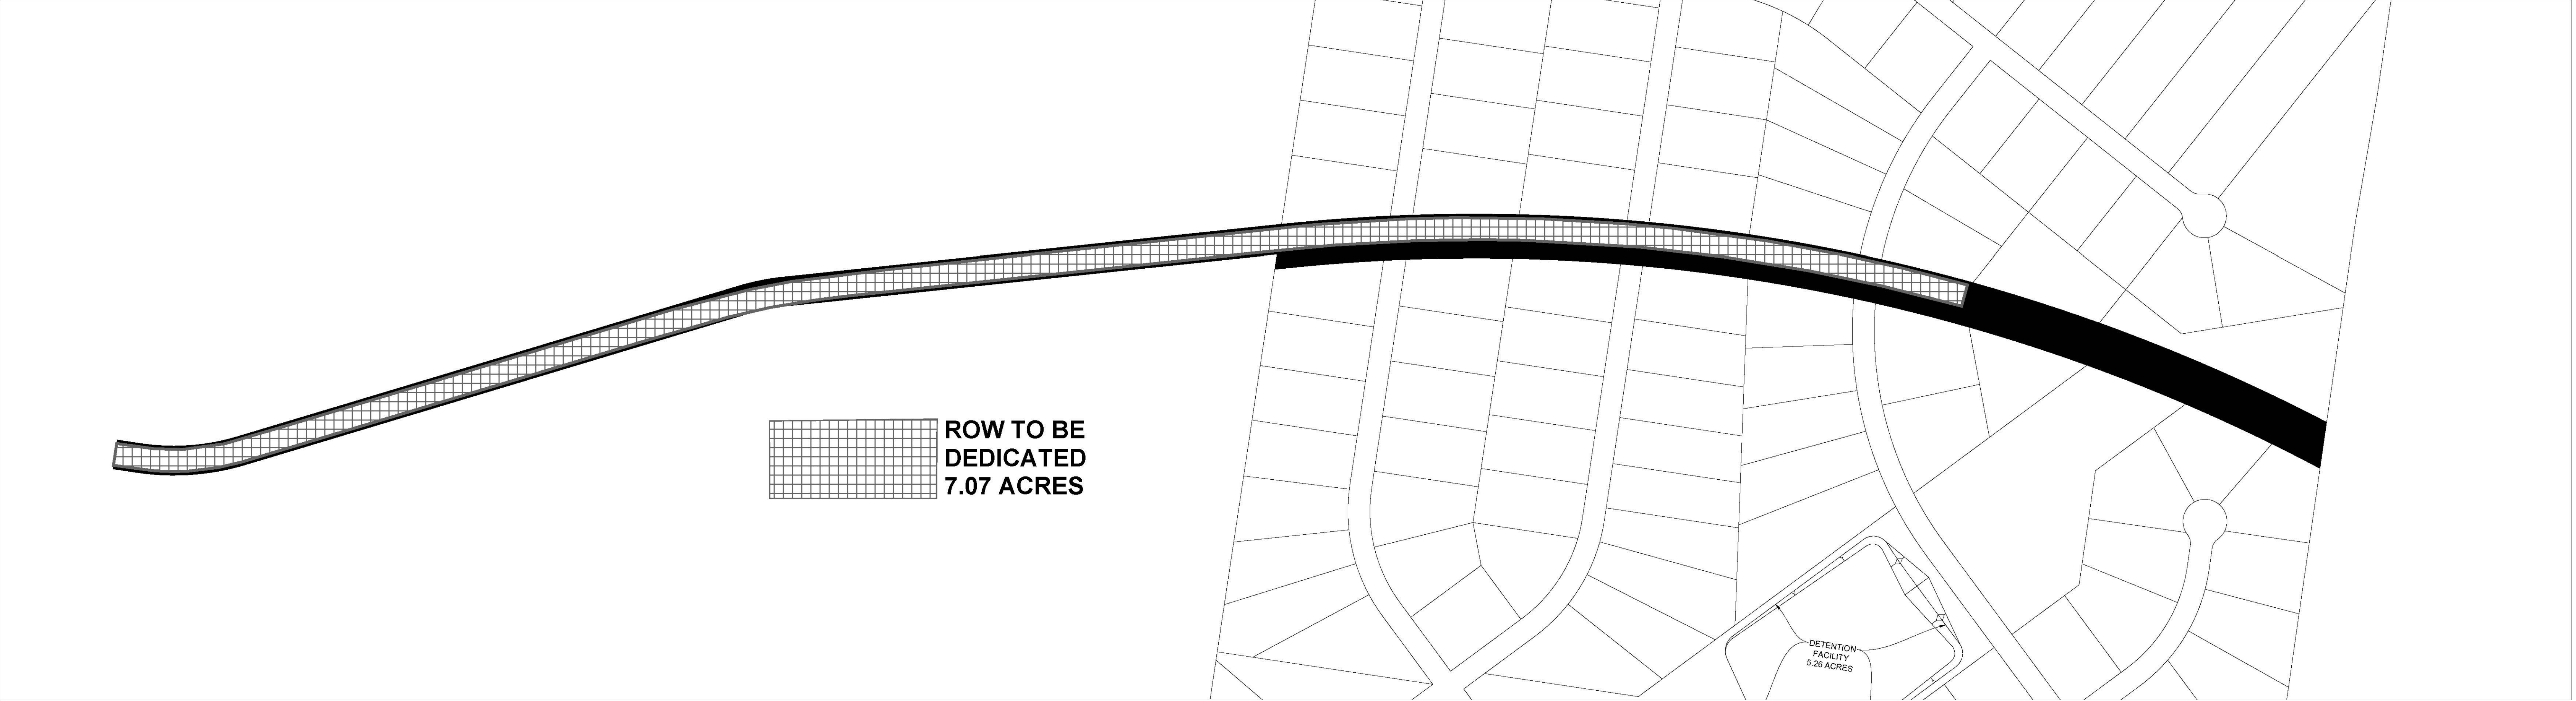 ROW TO BE
DEDICATED
7.07 ACRES
DETENTION
FACILITY
5.26 ACRES